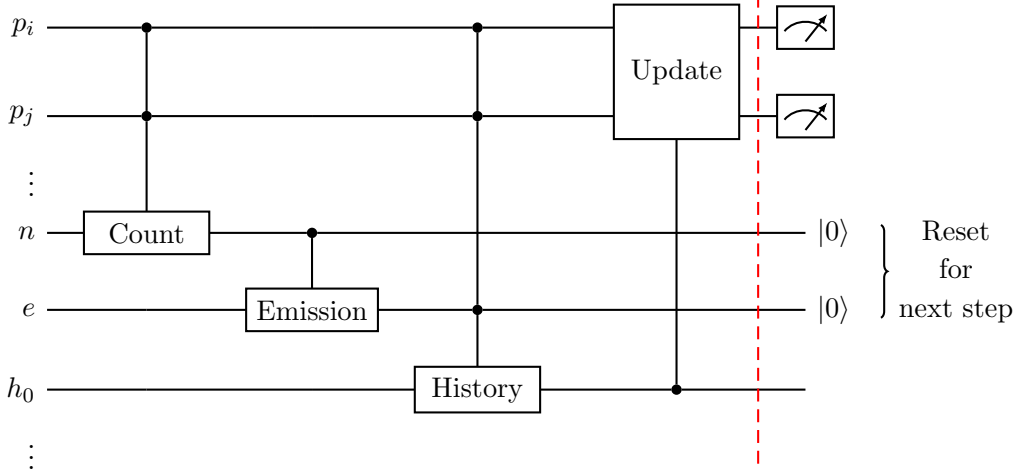 p_i
Update
p_j
⋮
n
Count
|0⟩
Reset
for
next step
e
Emission
|0⟩
h_0
History
⋮